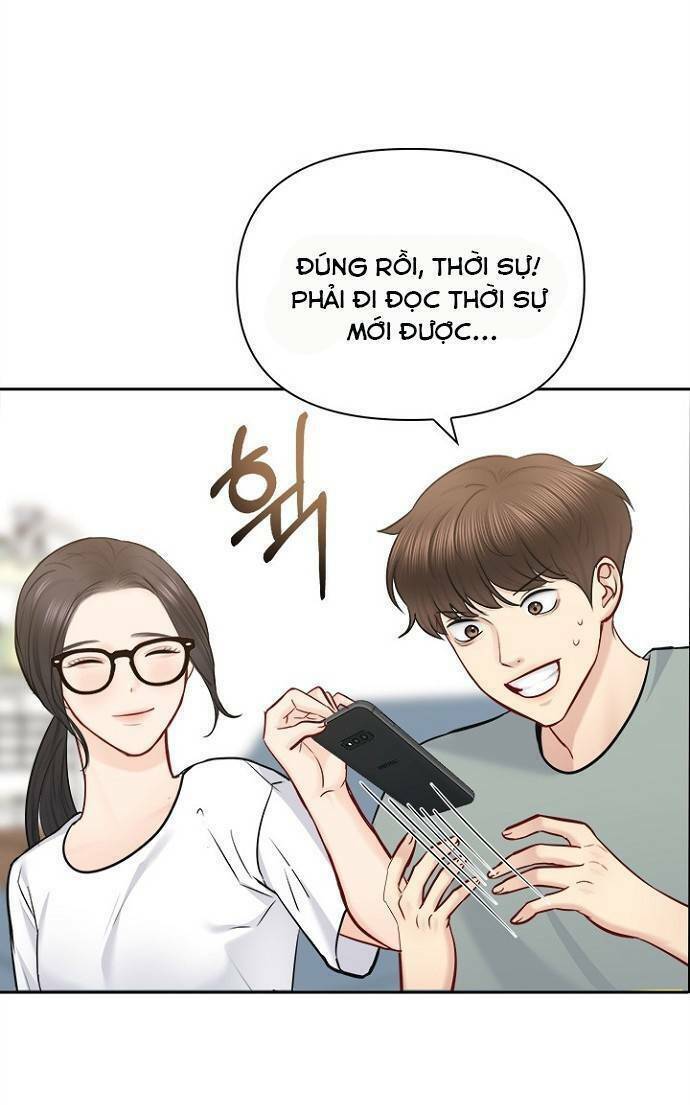 ĐÚNG RỒI, THỜI SỰ!
PHẢI ĐI ĐỌC THỜI SỰ
MỚI ĐƯỢC...
휙